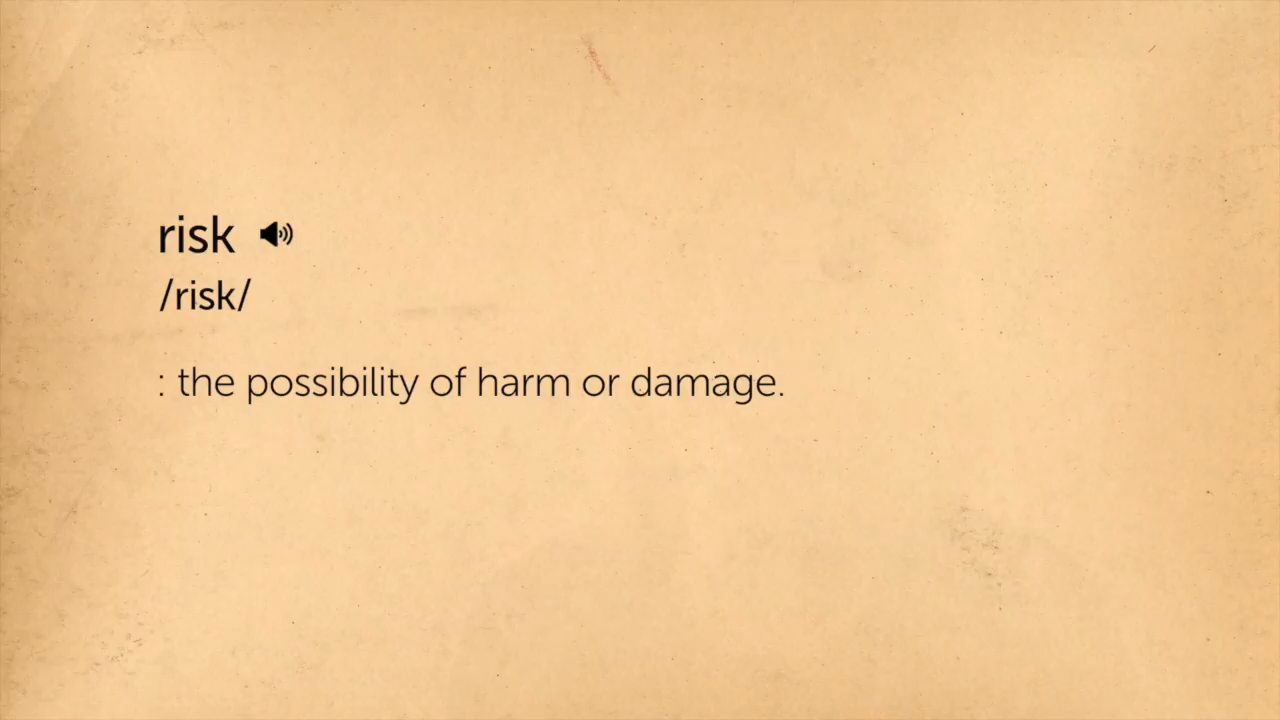 risk
/risk/
: the possibility of harm or damage.